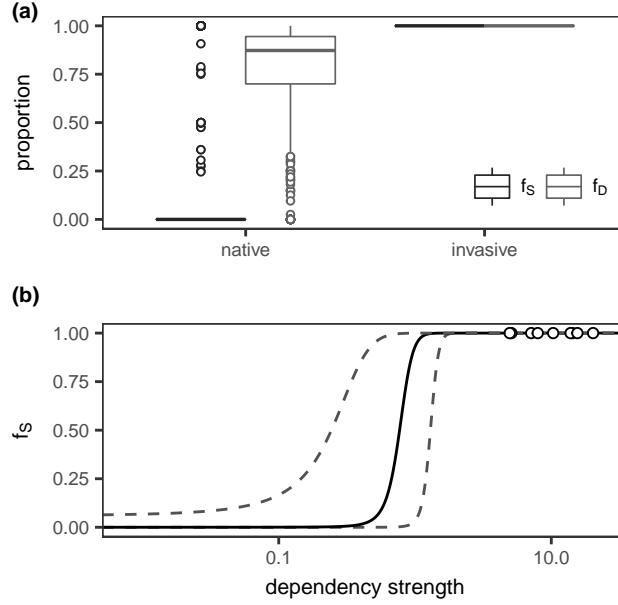 (a)
proportion
1.00
0.75
0.50
0.25
0.00
f_S
f_D
native
invasive
(b)
f_S
1.00
0.75
0.50
0.25
0.00
0.1
10.0
dependency strength